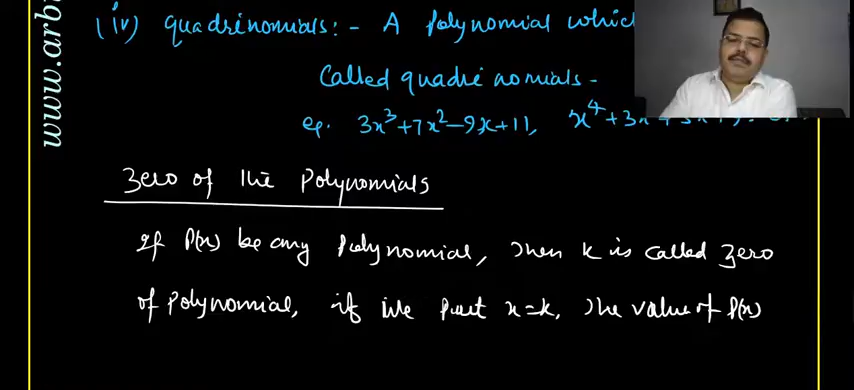 www.arb
(iv) quadrinomials:- A polynomial whic
Called quadrinomials-
eg. 3x³+7x²-9x+11, x⁴+3x
Zero of the Polynomials
If P(x) be any Polynomial, then k is called zero
of Polynomial, if we put x=k, the value of P(x)